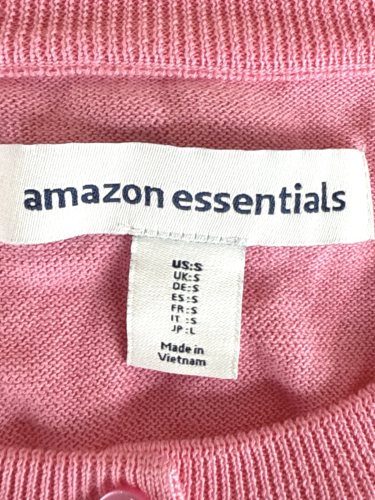 amazon essentials
US:S
UK:S
DE:S
ES:S
FR:S
IT :S
JP:L
Made in
Vietnam